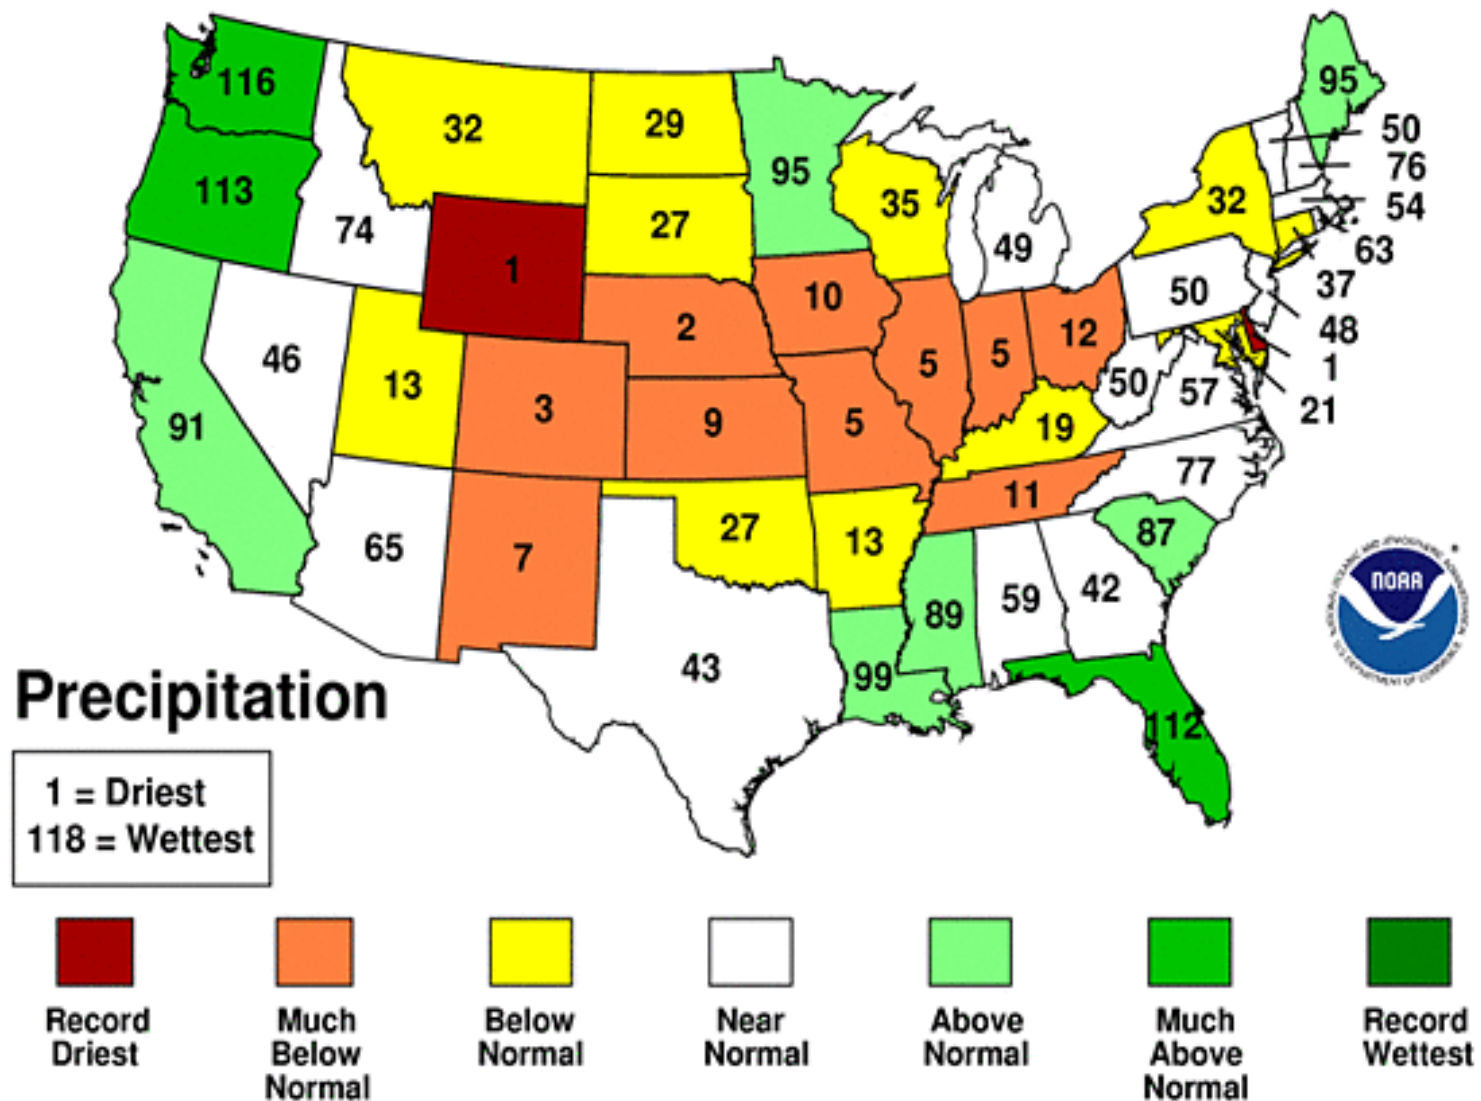 116
95
32
29
50
95
76
113
35
32
54
74
27
63
1
49
37
10
50
2
48
46
12
1
13
5
5
50
57
3
21
91
9
5
19
77
11
65
7
27
13
87
59
42
89
NOAA
43
99
112
Precipitation
1 = Driest
118 = Wettest
Record
Driest
Much
Below
Normal
Below
Normal
Near
Normal
Above
Normal
Much
Above
Normal
Record
Wettest